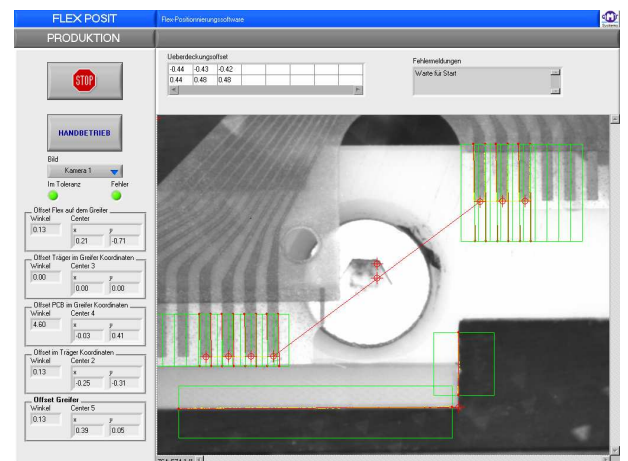 FLEX POSIT
Flex-Positionnierungssoftware
PRODUKTION
STOP
HANDBETRIEB
Bild
Kamera 1
Im Toleranz Fehler
Offset Flex auf dem Greifer
Winkel Center
0.13 x y
0.21 -0.71
Offset Träger im Greifer Koordinaten
Winkel Center 3
0.00 x y
0.00 0.00
Offset PCB im Greifer Koordinaten
Winkel Center 4
4.60 x y
-0.03 0.41
Offset im Träger Koordinaten
Winkel Center 2
0.13 x y
-0.25 -0.31
Offset Greifer
Winkel Center 5
0.13 x y
0.39 0.05
Ueberdeckungsoffset
-0.44 -0.43 -0.42
0.44 0.48 0.48
Fehlermeldungen
Warte für Start